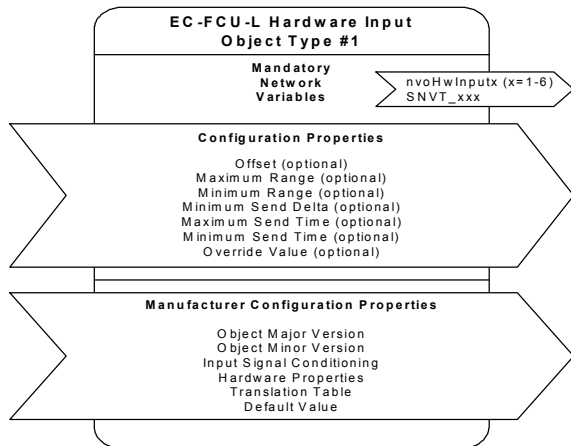 EC-FCU-L Hardware Input
Object Type #1
Mandatory
Network
Variables
nvoHwInputx (x=1-6)
SNVT_xxx
Configuration Properties
Offset (optional)
Maximum Range (optional)
Minimum Range (optional)
Minimum Send Delta (optional)
Maximum Send Time (optional)
Minimum Send Time (optional)
Override Value (optional)
Manufacturer Configuration Properties
Object Major Version
Object Minor Version
Input Signal Conditioning
Hardware Properties
Translation Table
Default Value